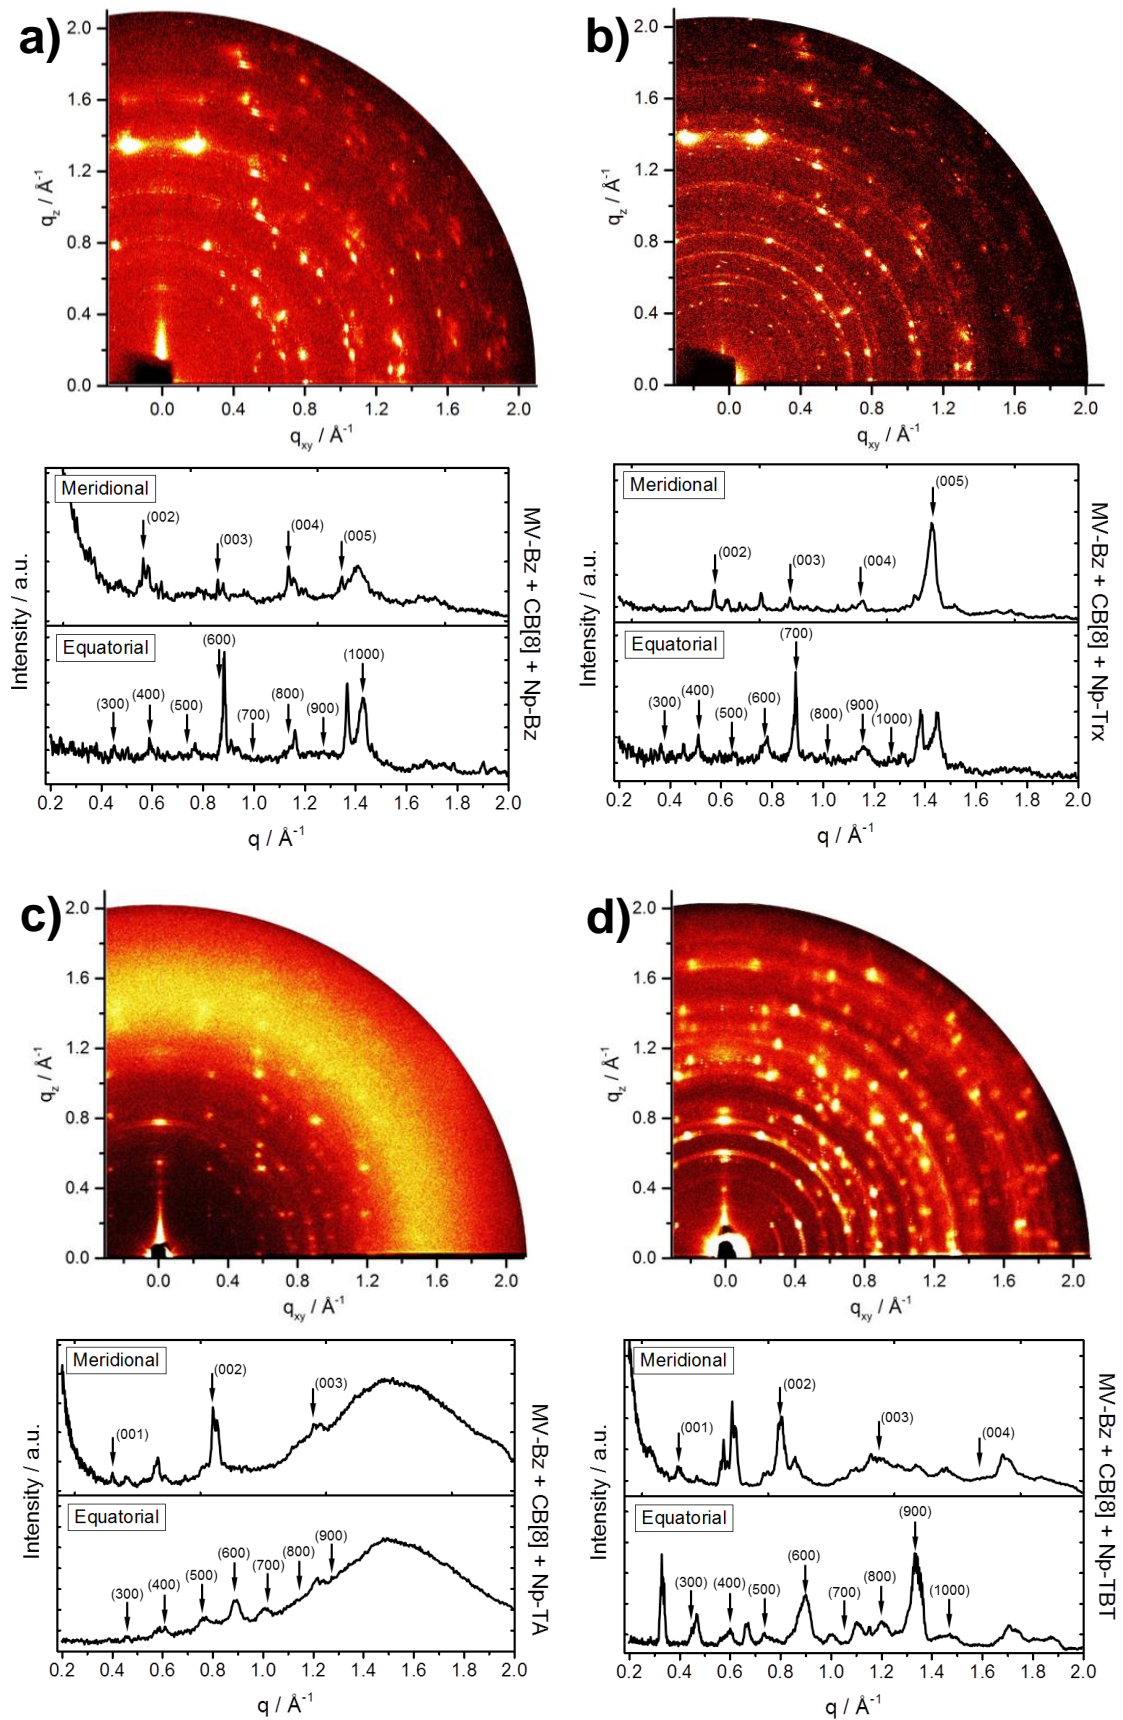 a)
2.0
1.6
1.2
0.8
0.4
0.0
qz / Å-1
0.0 0.4 0.8 1.2 1.6 2.0
qxy / Å-1
Meridional
(002)
(003)
(004)
(005)
Equatorial
(300)
(400)
(500)
(600)
(700)
(800)
(900)
(1000)
Intensity / a.u.
0.2 0.4 0.6 0.8 1.0 1.2 1.4 1.6 1.8 2.0
q / Å-1
MV-Bz + CB[8] + Np-Bz
b)
2.0
1.6
1.2
0.8
0.4
0.0
qz / Å-1
0.0 0.4 0.8 1.2 1.6 2.0
qxy / Å-1
Meridional
(002)
(003)
(004)
(005)
Equatorial
(300)
(400)
(500)
(600)
(700)
(800)
(900)
(1000)
Intensity / a.u.
0.2 0.4 0.6 0.8 1.0 1.2 1.4 1.6 1.8 2.0
q / Å-1
MV-Bz + CB[8] + Np-Trx
c)
2.0
1.6
1.2
0.8
0.4
0.0
qz / Å-1
0.0 0.4 0.8 1.2 1.6 2.0
qxy / Å-1
Meridional
(001)
(002)
(003)
Equatorial
(300)
(400)
(500)
(600)
(700)
(800)
(900)
Intensity / a.u.
0.2 0.4 0.6 0.8 1.0 1.2 1.4 1.6 1.8 2.0
q / Å-1
MV-Bz + CB[8] + Np-TA
d)
2.0
1.6
1.2
0.8
0.4
0.0
qz / Å-1
0.0 0.4 0.8 1.2 1.6 2.0
qxy / Å-1
Meridional
(001)
(002)
(003)
(004)
Equatorial
(300)
(400)
(500)
(600)
(700)
(800)
(900)
(1000)
Intensity / a.u.
0.2 0.4 0.6 0.8 1.0 1.2 1.4 1.6 1.8 2.0
q / Å-1
MV-Bz + CB[8] + Np-TBT